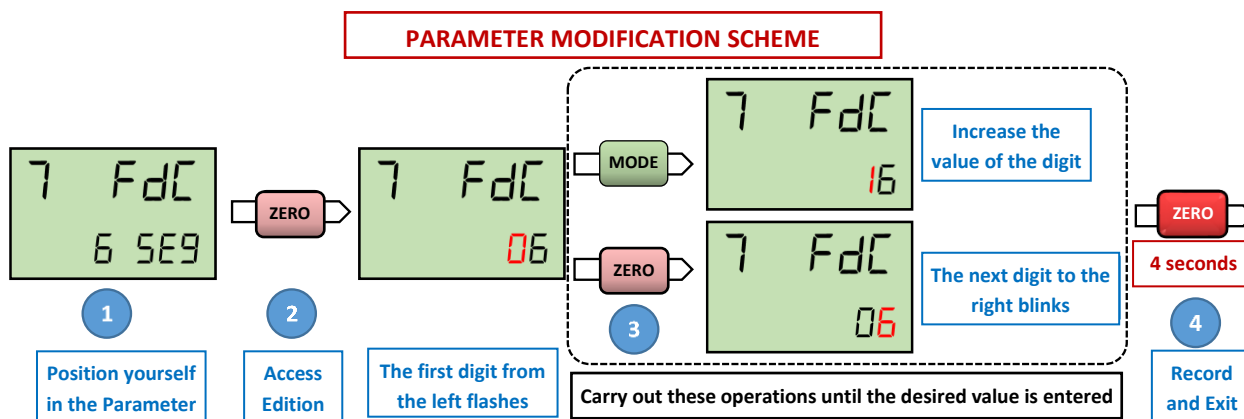 PARAMETER MODIFICATION SCHEME
7 FdC
6 SEg
1
Position yourself
in the Parameter
ZERO
2
Access
Edition
7 FdC
06
The first digit from
the left flashes
MODE
7 FdC
16
Increase the
value of the digit
ZERO
3
7 FdC
06
The next digit to the
right blinks
Carry out these operations until the desired value is entered
ZERO
4 seconds
4
Record
and Exit